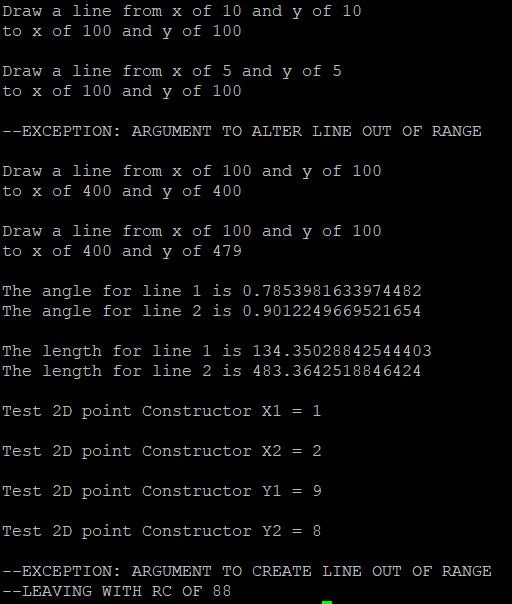 Draw a line from x of 10 and y of 10
to x of 100 and y of 100
Draw a line from x of 5 and y of 5
to x of 100 and y of 100
--EXCEPTION: ARGUMENT TO ALTER LINE OUT OF RANGE
Draw a line from x of 100 and y of 100
to x of 400 and y of 400
Draw a line from x of 100 and y of 100
to x of 400 and y of 479
The angle for line 1 is 0.7853981633974482
The angle for line 2 is 0.9012249669521654
The length for line 1 is 134.35028842544403
The length for line 2 is 483.3642518846424
Test 2D point Constructor X1 = 1
Test 2D point Constructor X2 = 2
Test 2D point Constructor Y1 = 9
Test 2D point Constructor Y2 = 8
--EXCEPTION: ARGUMENT TO CREATE LINE OUT OF RANGE
--LEAVING WITH RC OF 88